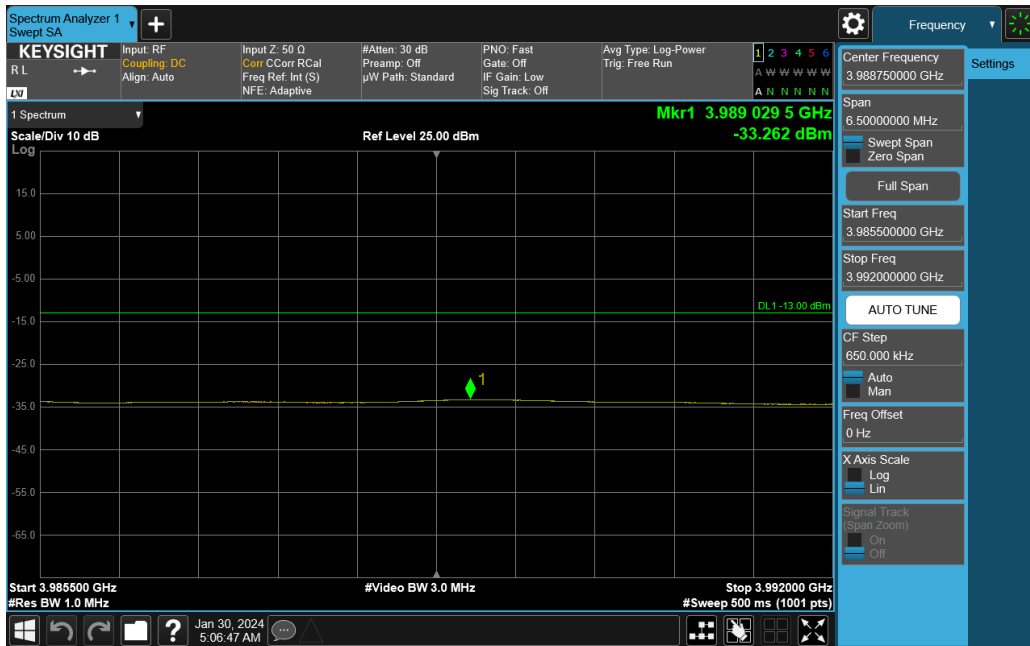 Spectrum Analyzer 1
Swept SA
Frequency
KEYSIGHT
R L
LXI
Input: RF
Coupling: DC
Align: Auto
Input Z: 50 Ω
Corr CCorr RCal
Freq Ref: Int (S)
NFE: Adaptive
#Atten: 30 dB
Preamp: Off
µW Path: Standard
PNO: Fast
Gate: Off
IF Gain: Low
Sig Track: Off
Avg Type: Log-Power
Trig: Free Run
1 2 3 4 5 6
A W W W W W
A N N N N N
1 Spectrum
Mkr1 3.989 029 5 GHz
Scale/Div 10 dB
Ref Level 25.00 dBm
-33.262 dBm
Log
15.0
5.00
-5.00
DL1 -13.00 dBm
-15.0
-25.0
1
-35.0
-45.0
-55.0
-65.0
Start 3.985500 GHz
#Video BW 3.0 MHz
Stop 3.992000 GHz
#Res BW 1.0 MHz
#Sweep 500 ms (1001 pts)
Jan 30, 2024
5:06:47 AM
Center Frequency
3.988750000 GHz
Settings
Span
6.50000000 MHz
Swept Span
Zero Span
Full Span
Start Freq
3.985500000 GHz
Stop Freq
3.992000000 GHz
AUTO TUNE
CF Step
650.000 kHz
Auto
Man
Freq Offset
0 Hz
X Axis Scale
Log
Lin
Signal Track
(Span Zoom)
On
Off